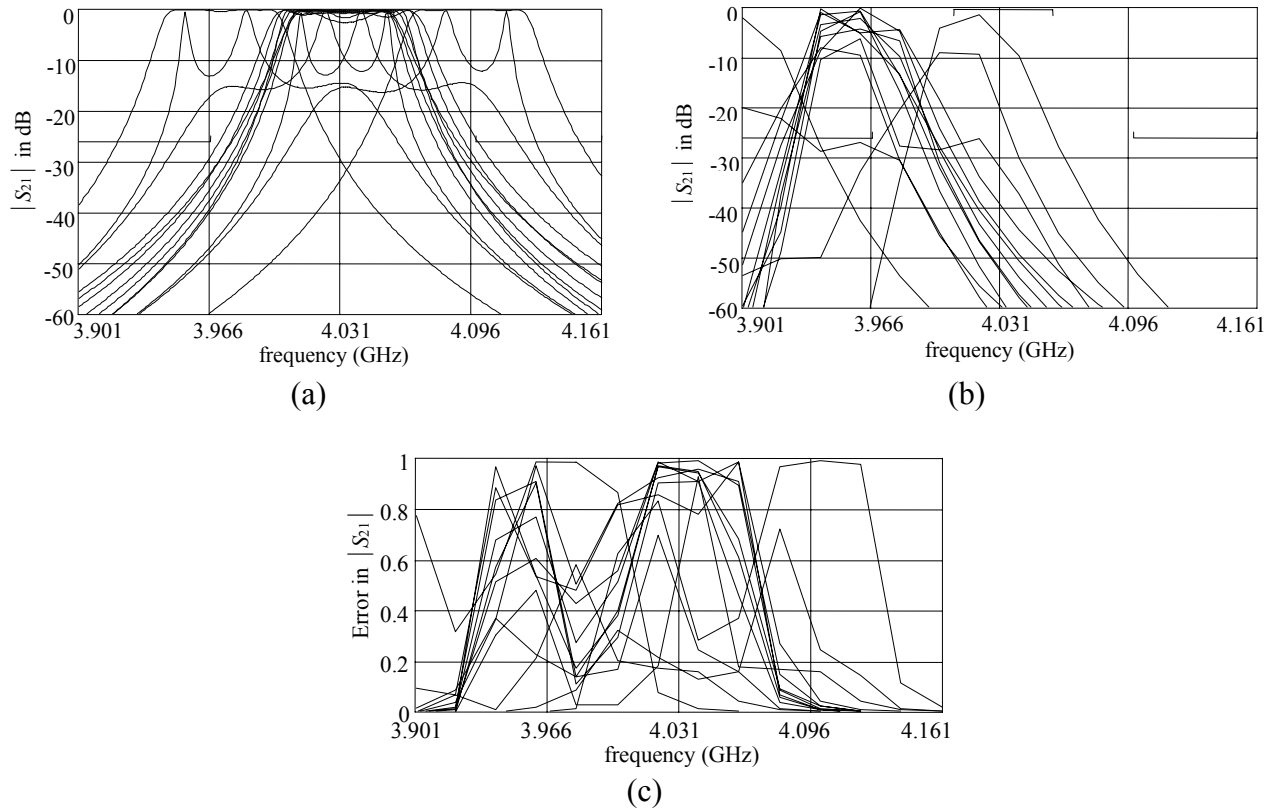 0
-10
-20
-30
-40
-50
-60
|S21| in dB
3.901 3.966 4.031 4.096 4.161
frequency (GHz)
(a)
0
-10
-20
-30
-40
-50
-60
|S21| in dB
3.901 3.966 4.031 4.096 4.161
frequency (GHz)
(b)
1
0.8
0.6
0.4
0.2
0
Error in |S21|
3.901 3.966 4.031 4.096 4.161
frequency (GHz)
(c)